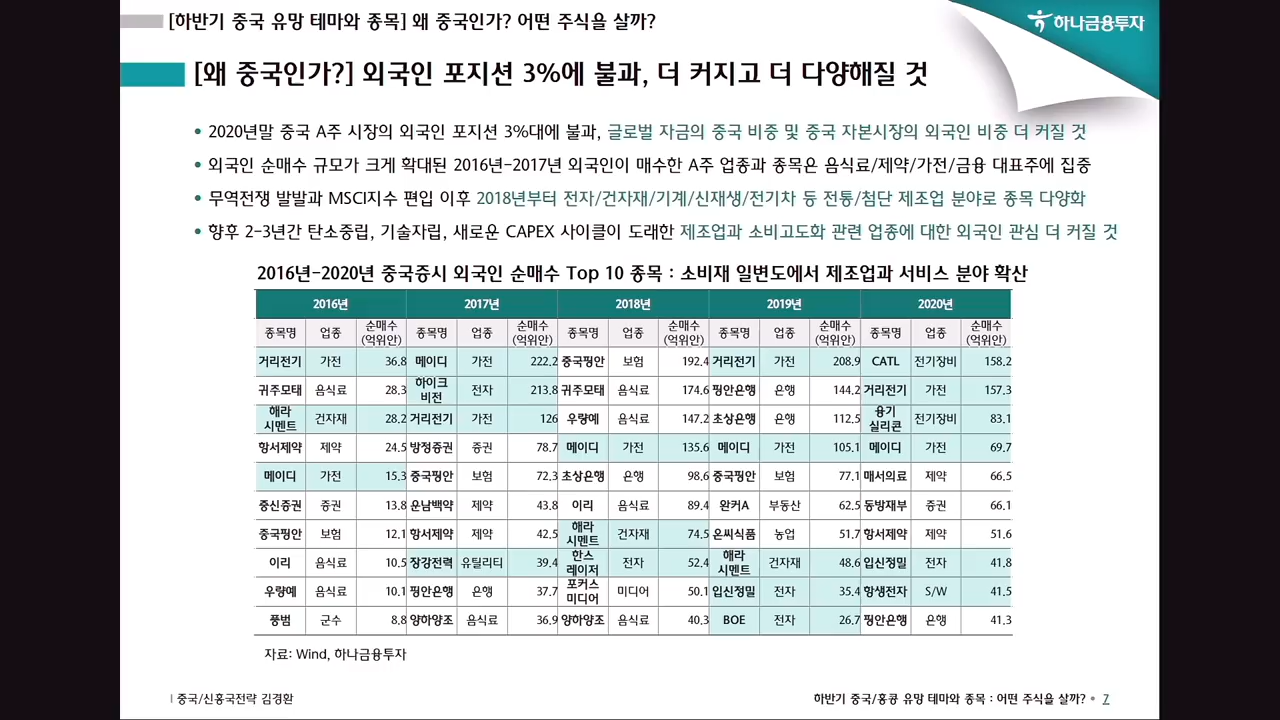 [하반기 중국 유망 테마와 종목] 왜 중국인가? 어떤 주식을 살까?
하나금융투자
[왜 중국인가?] 외국인 포지션 3%에 불과, 더 커지고 더 다양해질 것
• 2020년말 중국 A주 시장의 외국인 포지션 3%대에 불과, 글로벌 자금의 중국 비중 및 중국 자본시장의 외국인 비중 더 커질 것
• 외국인 순매수 규모가 크게 확대된 2016년-2017년 외국인이 매수한 A주 업종과 종목은 음식료/제약/가전/금융 대표주에 집중
• 무역전쟁 발발과 MSCI지수 편입 이후 2018년부터 전자/건자재/기계/신재생/전기차 등 전통/첨단 제조업 분야로 종목 다양화
• 향후 2-3년간 탄소중립, 기술자립, 새로운 CAPEX 사이클이 도래한 제조업과 소비고도화 관련 업종에 대한 외국인 관심 더 커질 것
2016년-2020년 중국증시 외국인 순매수 Top 10 종목 : 소비재 일변도에서 제조업과 서비스 분야 확산
2016년 2017년 2018년 2019년 2020년
종목명 업종 순매수 (억위안) 종목명 업종 순매수 (억위안) 종목명 업종 순매수 (억위안) 종목명 업종 순매수 (억위안) 종목명 업종 순매수 (억위안)
거리전기 가전 36.8 메이디 가전 222.2 중국핑안 보험 192.4 거리전기 가전 208.9 CATL 전기장비 158.2
귀주모태 음식료 28.3 하이크비전 전자 213.8 귀주모태 음식료 174.6 핑안은행 은행 144.2 거리전기 가전 157.3
해라시멘트 건자재 28.2 거리전기 가전 126 우량예 음식료 147.2 초상은행 은행 112.5 융기실리콘 전기장비 83.1
항서제약 제약 24.5 방정증권 증권 78.7 메이디 가전 135.6 메이디 가전 105.1 메이디 가전 69.7
메이디 가전 15.3 중국핑안 보험 72.3 초상은행 은행 98.6 중국핑안 보험 77.1 매서의료 제약 66.5
중신증권 증권 13.8 운남백약 제약 43.8 이리 음식료 89.4 완커A 부동산 62.5 동방재부 증권 66.1
중국핑안 보험 12.1 항서제약 제약 42.5 해라시멘트 건자재 74.5 온씨식품 농업 51.7 항서제약 제약 51.6
이리 음식료 10.5 장강전력 유틸리티 39.4 한스레이저 전자 52.4 해라시멘트 건자재 48.6 입신정밀 전자 41.8
우량예 음식료 10.1 핑안은행 은행 37.7 포커스미디어 미디어 50.1 입신정밀 전자 35.4 항생전자 S/W 41.5
풍범 군수 8.8 양하양조 음식료 36.9 양하양조 음식료 40.3 BOE 전자 26.7 핑안은행 은행 41.3
자료: Wind, 하나금융투자
| 중국/신흥국전략 김경환
하반기 중국/홍콩 유망 테마와 종목 : 어떤 주식을 살까? • 7